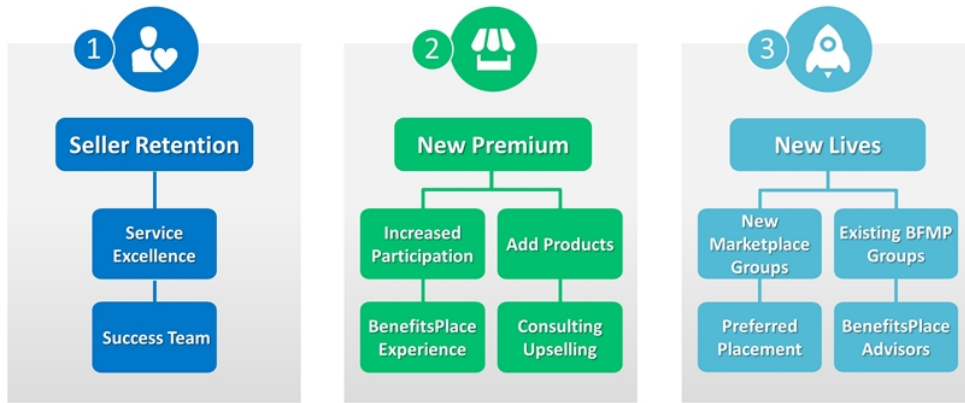 1
Seller Retention
Service
Excellence
Success Team
2
New Premium
Increased
Participation
Add Products
BenefitsPlace
Experience
Consulting
Upselling
3
New Lives
New
Marketplace
Groups
Existing BFMP
Groups
Preferred
Placement
BenefitsPlace
Advisors